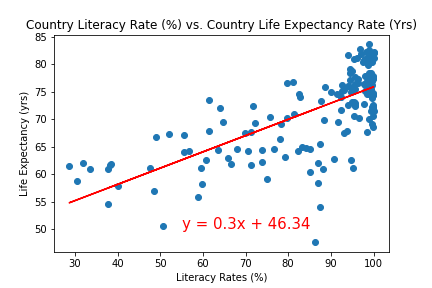 Country Literacy Rate (%) vs. Country Life Expectancy Rate (Yrs)
85
80
75
70
65
60
55
50
Life Expectancy (yrs)
y = 0.3x + 46.34
30 40 50 60 70 80 90 100
Literacy Rates (%)